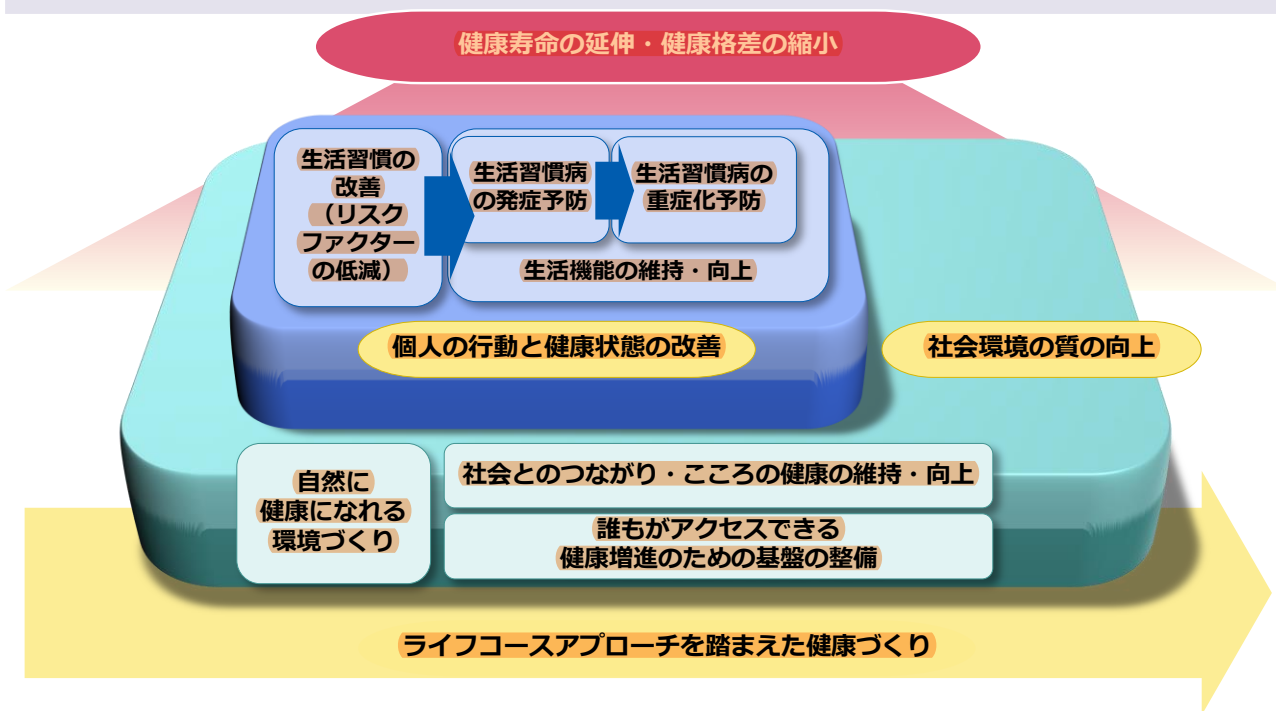 健康寿命の延伸・健康格差の縮小
生活習慣の
改善
（リスク
ファクター
の低減）
生活習慣病
の発症予防
生活習慣病の
重症化予防
生活機能の維持・向上
個人の行動と健康状態の改善
社会環境の質の向上
自然に
健康になれる
環境づくり
社会とのつながり・こころの健康の維持・向上
誰もがアクセスできる
健康増進のための基盤の整備
ライフコースアプローチを踏まえた健康づくり